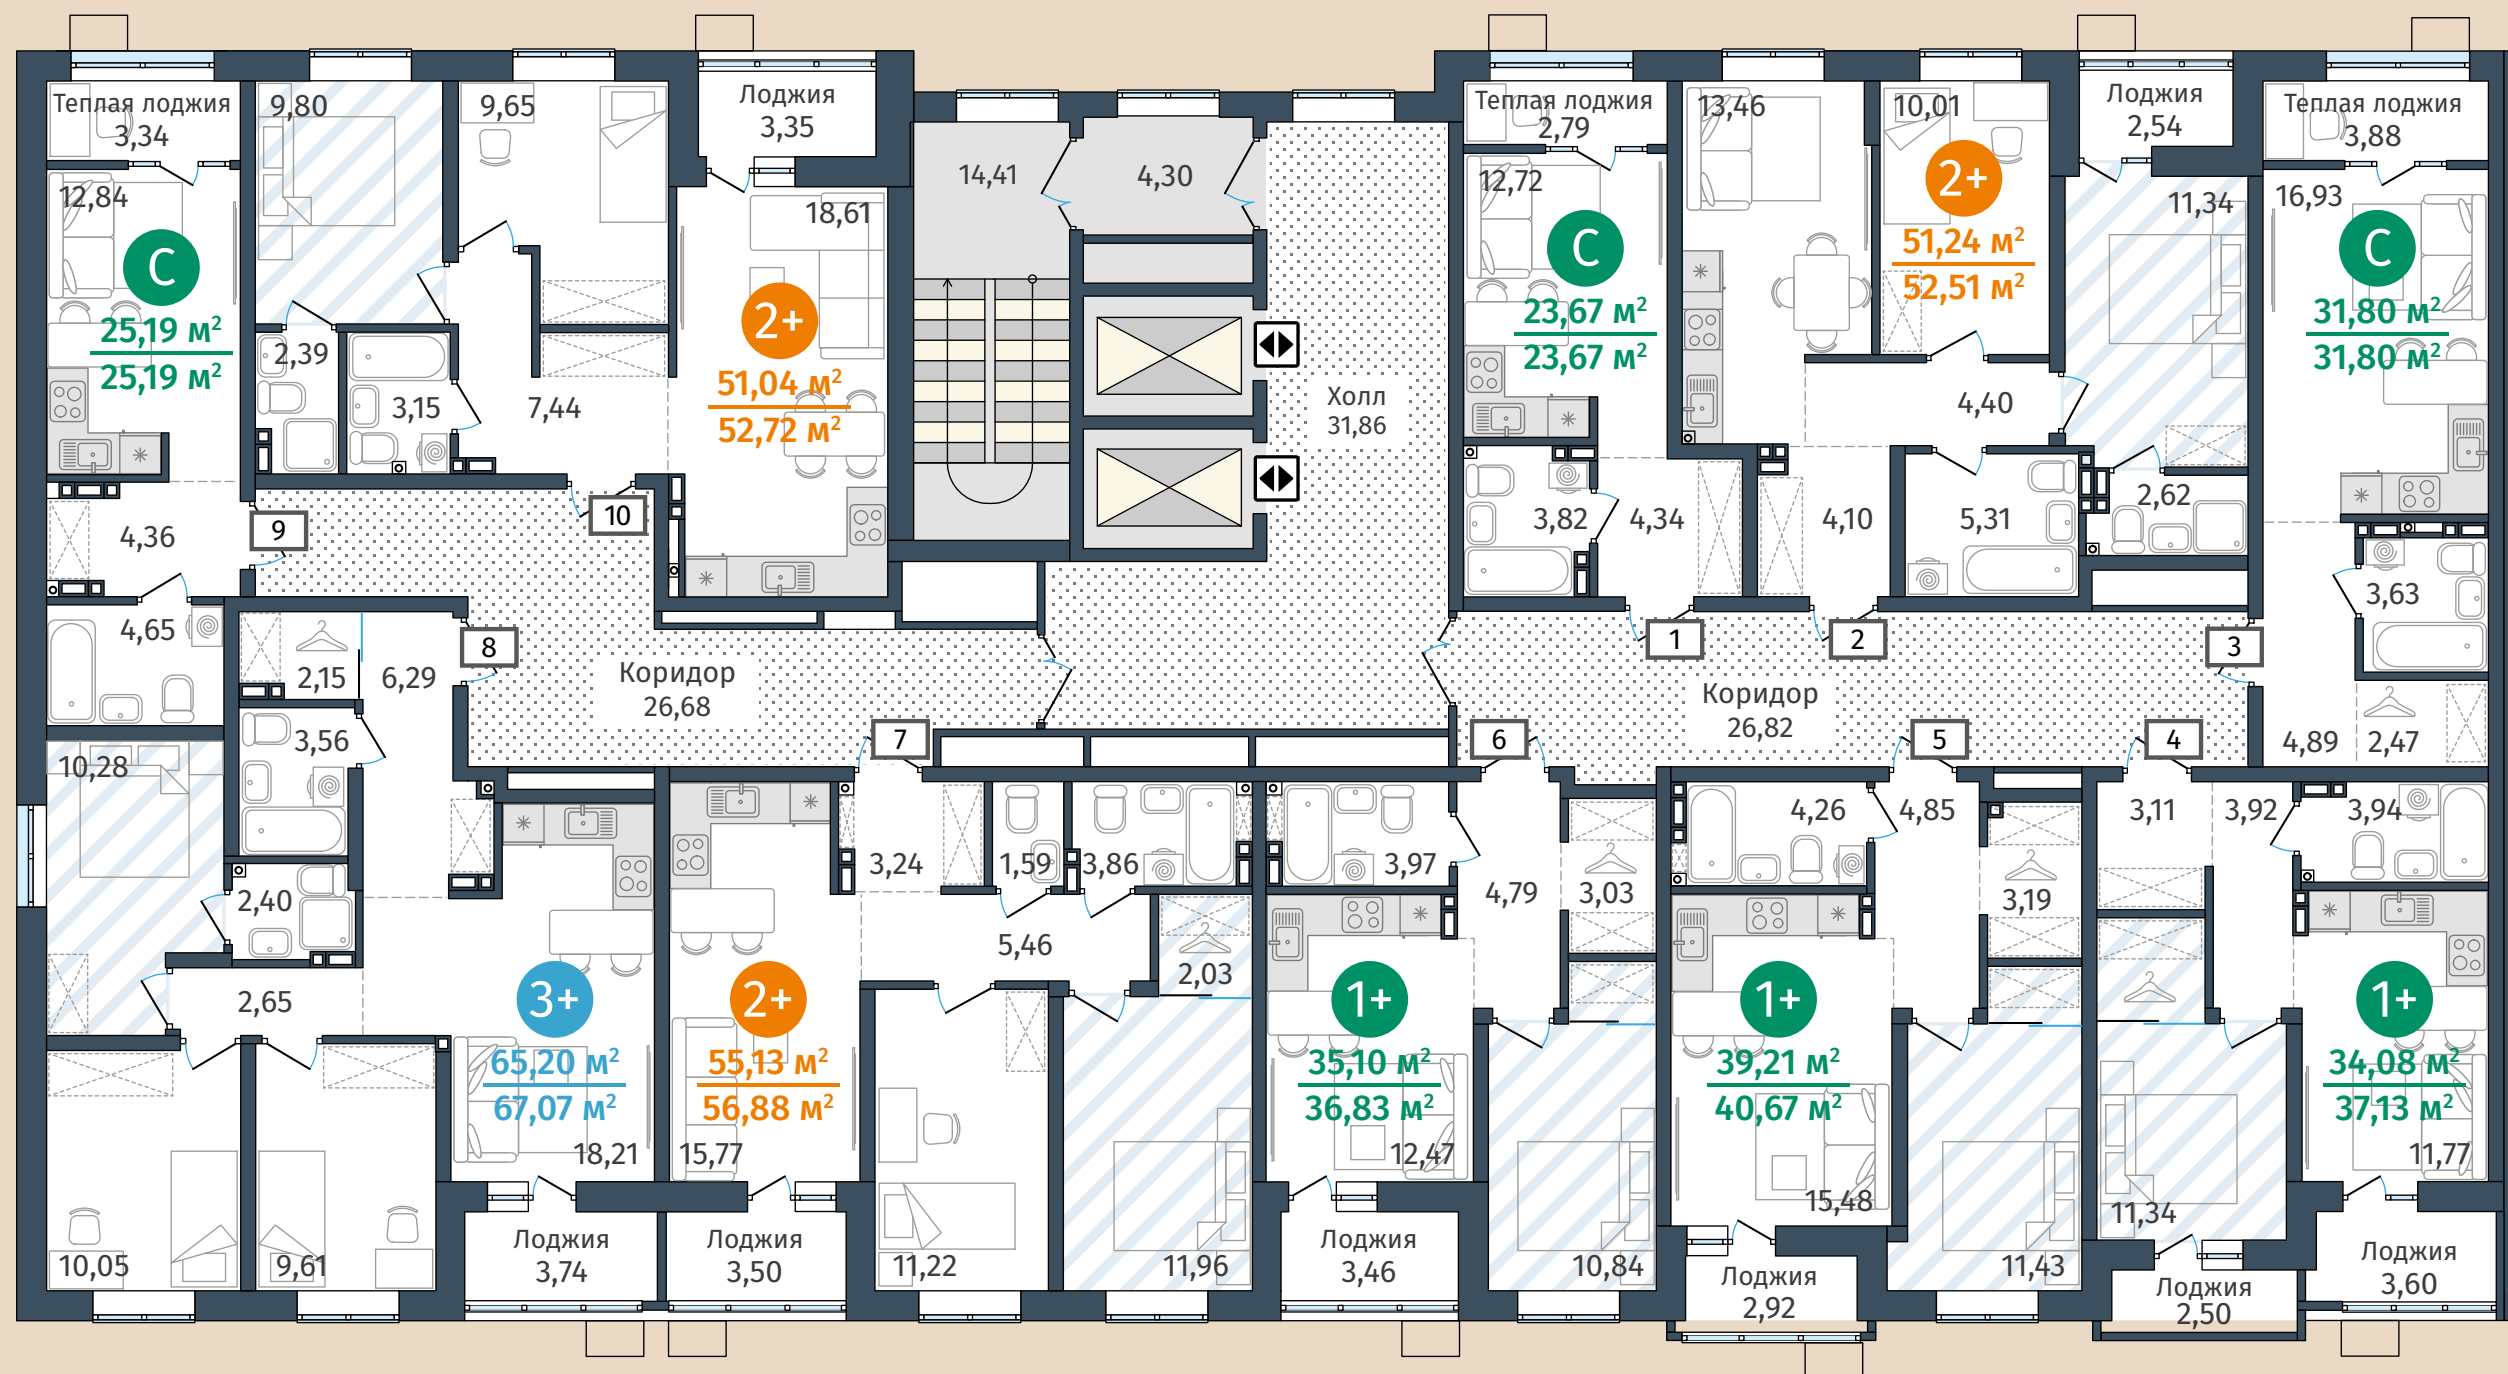 Теплая лоджия
3,34
9,80
9,65
Лоджия
3,35
12,84
С
25,19 м²
25,19 м²
18,61
2+
51,04 м²
52,72 м²
2,39
3,15
7,44
4,36
9
10
4,65
14,41
4,30
Холл
31,86
Теплая лоджия
2,79
13,46
10,01
Лоджия
2,54
Теплая лоджия
3,88
12,72
С
23,67 м²
23,67 м²
2+
51,24 м²
52,51 м²
11,34
16,93
С
31,80 м²
31,80 м²
4,40
3,82
4,34
4,10
5,31
2,62
3,63
1
2
3
8
2,15
6,29
Коридор
26,68
Коридор
26,82
4,89
2,47
3,56
7
6
5
4
10,28
3,24
1,59
3,86
3,97
4,79
3,03
4,26
4,85
3,19
3,11
3,92
3,94
2,40
5,46
2,03
2,65
3+
65,20 м²
67,07 м²
2+
55,13 м²
56,88 м²
1+
35,10 м²
36,83 м²
1+
39,21 м²
40,67 м²
1+
34,08 м²
37,13 м²
18,21
15,77
12,47
15,48
11,77
11,34
10,05
9,61
Лоджия
3,74
Лоджия
3,50
11,22
11,96
Лоджия
3,46
10,84
Лоджия
2,92
11,43
Лоджия
2,50
Лоджия
3,60